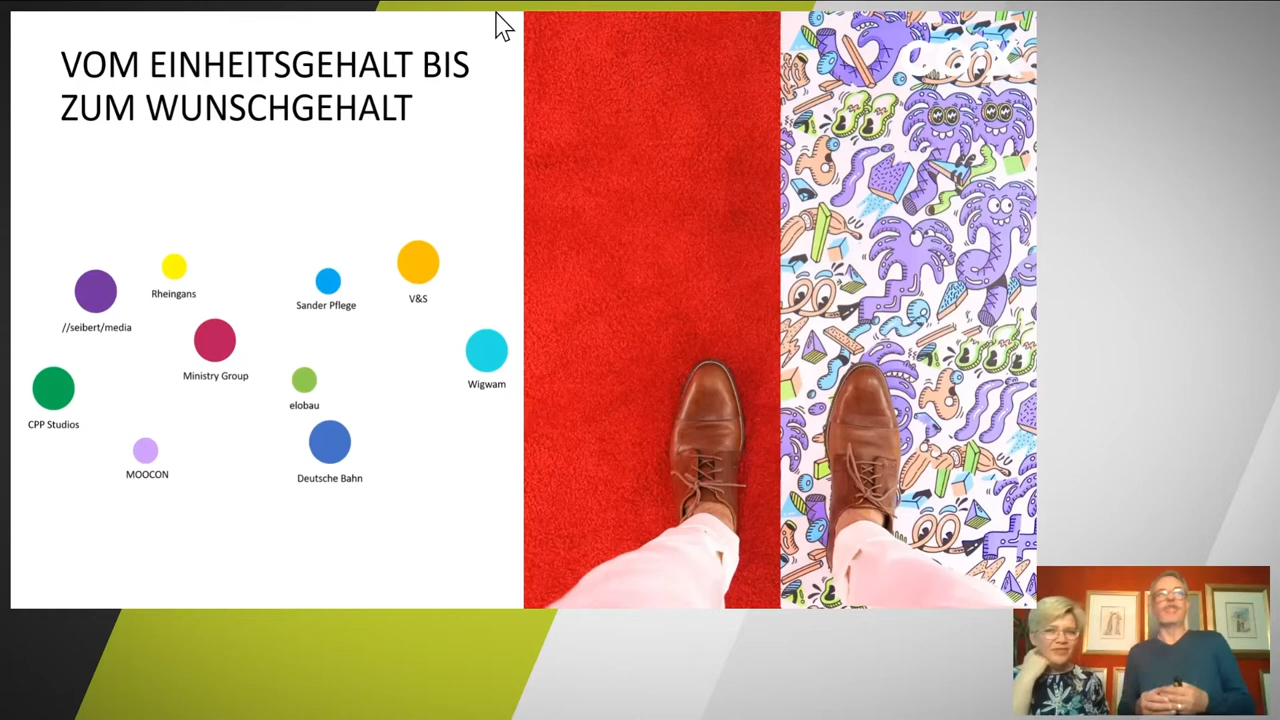 VOM EINHEITSGEHALT BIS
ZUM WUNSCHGEHALT
Rheingans
//seibert/media
Sander Pflege
V&S
Ministry Group
Wigwam
elobau
CPP Studios
MOOCON
Deutsche Bahn